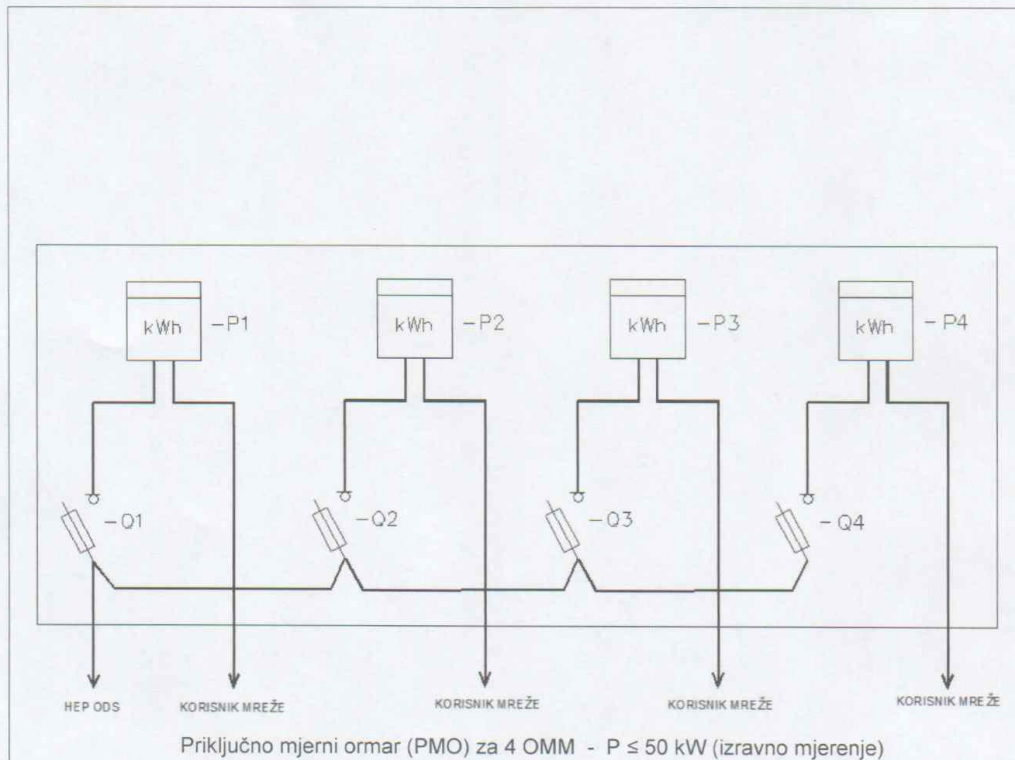 kWh -P1 kWh -P2 kWh -P3 kWh -P4
-Q1 -Q2 -Q3 -Q4
HEP ODS KORISNIK MREŽE KORISNIK MREŽE KORISNIK MREŽE KORISNIK MREŽE
Priključno mjerni ormar (PMO) za 4 OMM - P ≤ 50 kW (izravno mjerenje)